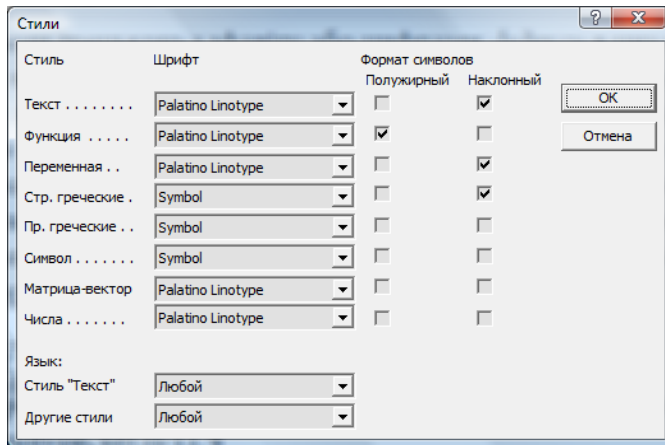 Стили
Стиль Шрифт Формат символов
Полужирный Наклонный
Текст . . . . . . . . Palatino Linotype OK
Функция . . . . . Palatino Linotype Отмена
Переменная . . Palatino Linotype
Стр. греческие . Symbol
Пр. греческие . . Symbol
Символ . . . . . . . Symbol
Матрица-вектор Palatino Linotype
Числа . . . . . . . Palatino Linotype
Язык:
Стиль "Текст" Любой
Другие стили Любой